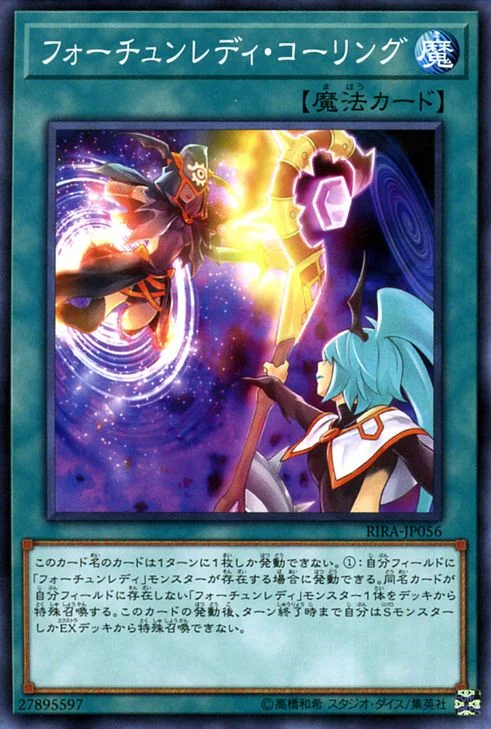 フォーチュンレディ・コーリング 魔
【魔法カード】
RIRA-JP056
このカード名のカードは1ターンに1枚しか発動できない。①：自分フィールドに
「フォーチュンレディ」モンスターが存在する場合に発動できる。同名カードが
自分フィールドに存在しない「フォーチュンレディ」モンスター1体をデッキから
特殊召喚する。このカードの発動後、ターン終了時まで自分はSモンスター
しかEXデッキから特殊召喚できない。
27895597 ©高橋和希 スタジオ・ダイス/集英社